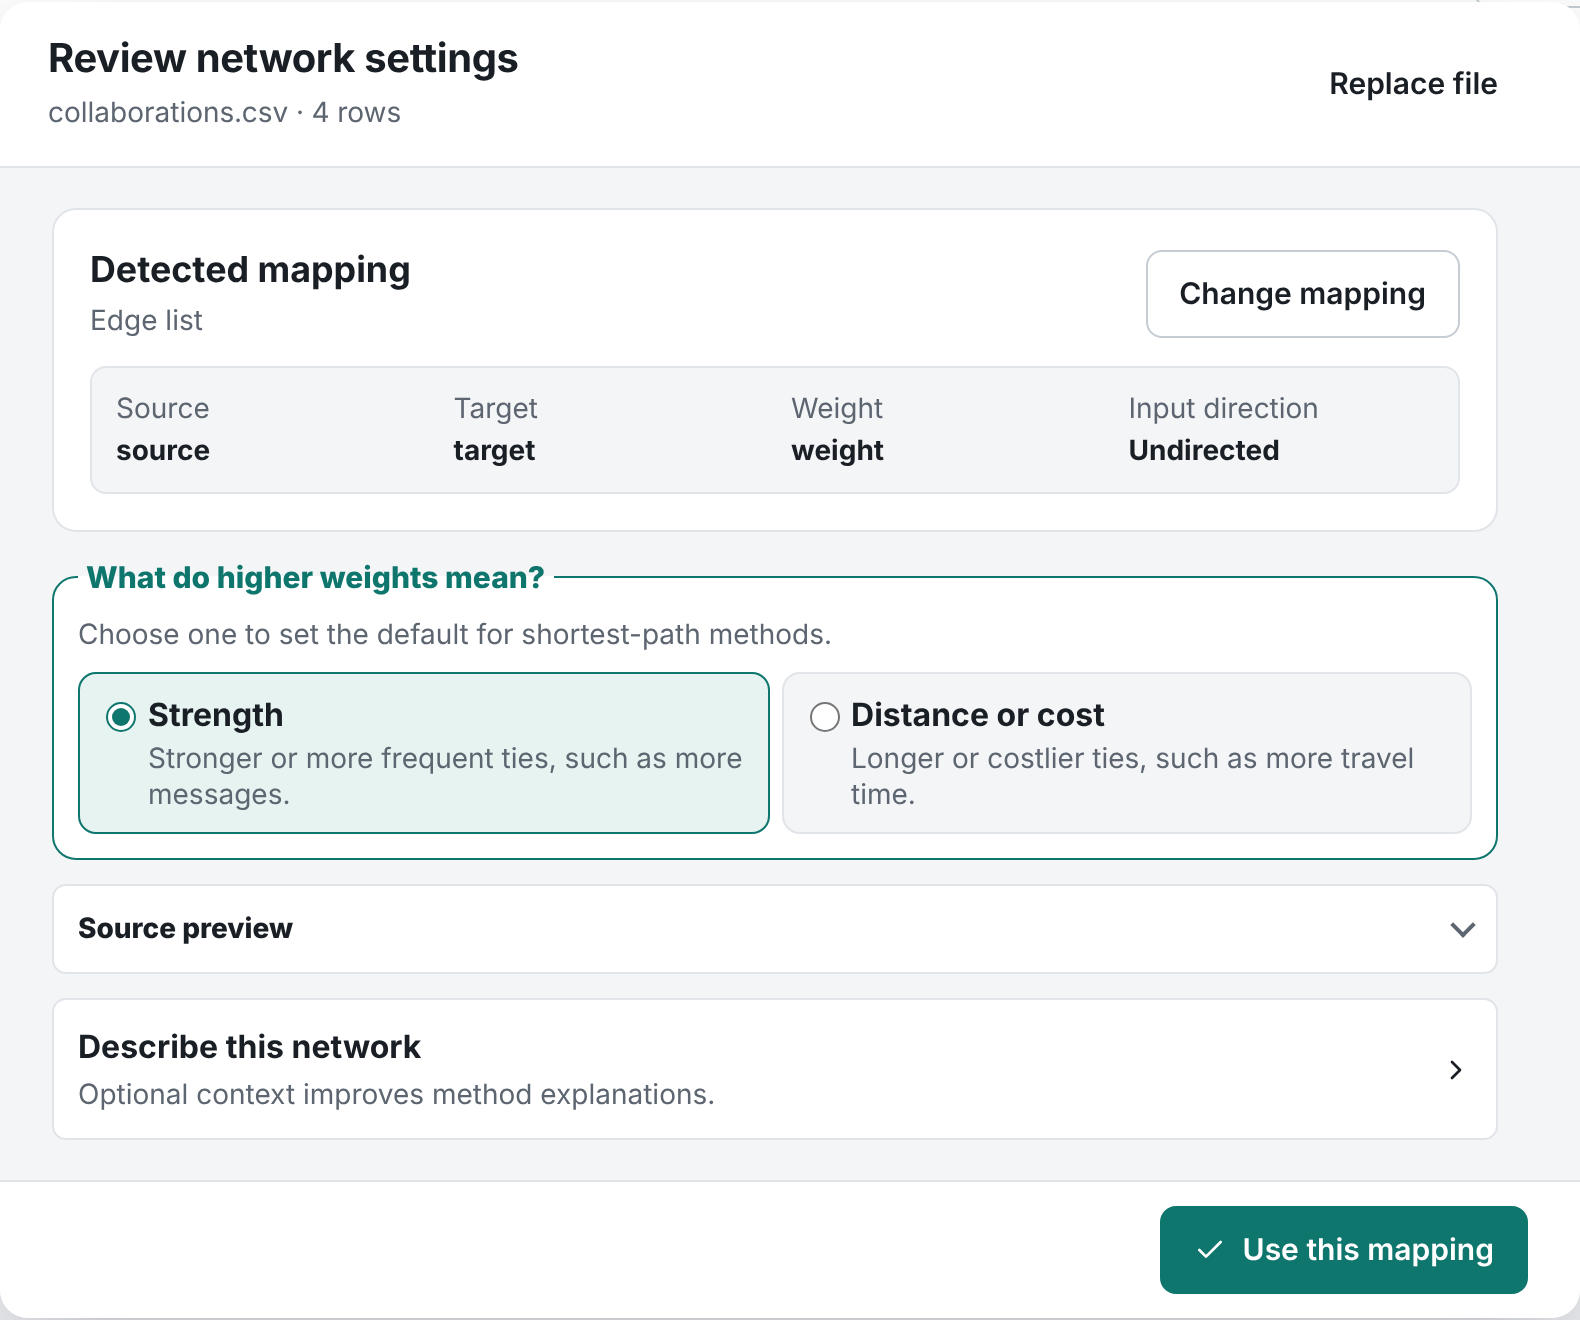 Review network settings
collaborations.csv · 4 rows
Replace file
Detected mapping
Edge list
Change mapping
Source
source
Target
target
Weight
weight
Input direction
Undirected
What do higher weights mean?
Choose one to set the default for shortest-path methods.
Strength
Stronger or more frequent ties, such as more
messages.
Distance or cost
Longer or costlier ties, such as more travel
time.
Source preview
Describe this network
Optional context improves method explanations.
Use this mapping